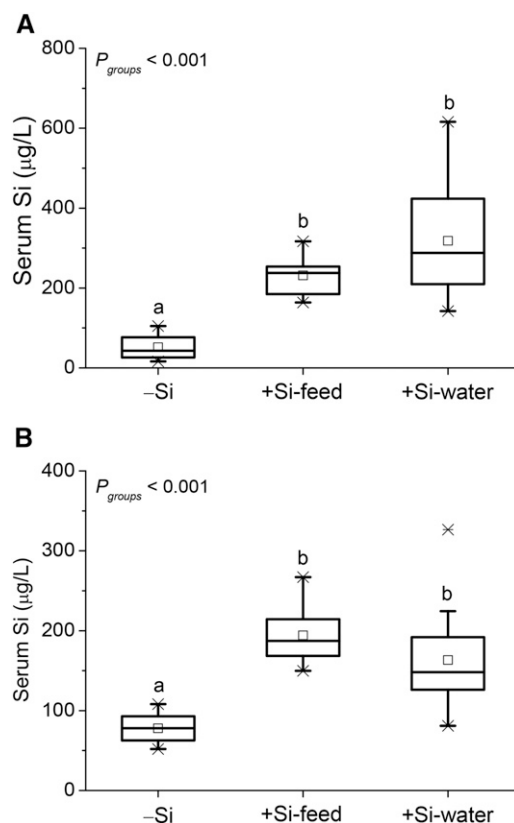 A
P groups < 0.001
Serum Si (µg/L)
800
600
400
200
0
a
b
b
–Si
+Si-feed
+Si-water
B
P groups < 0.001
Serum Si (µg/L)
400
300
200
100
0
a
b
b
–Si
+Si-feed
+Si-water